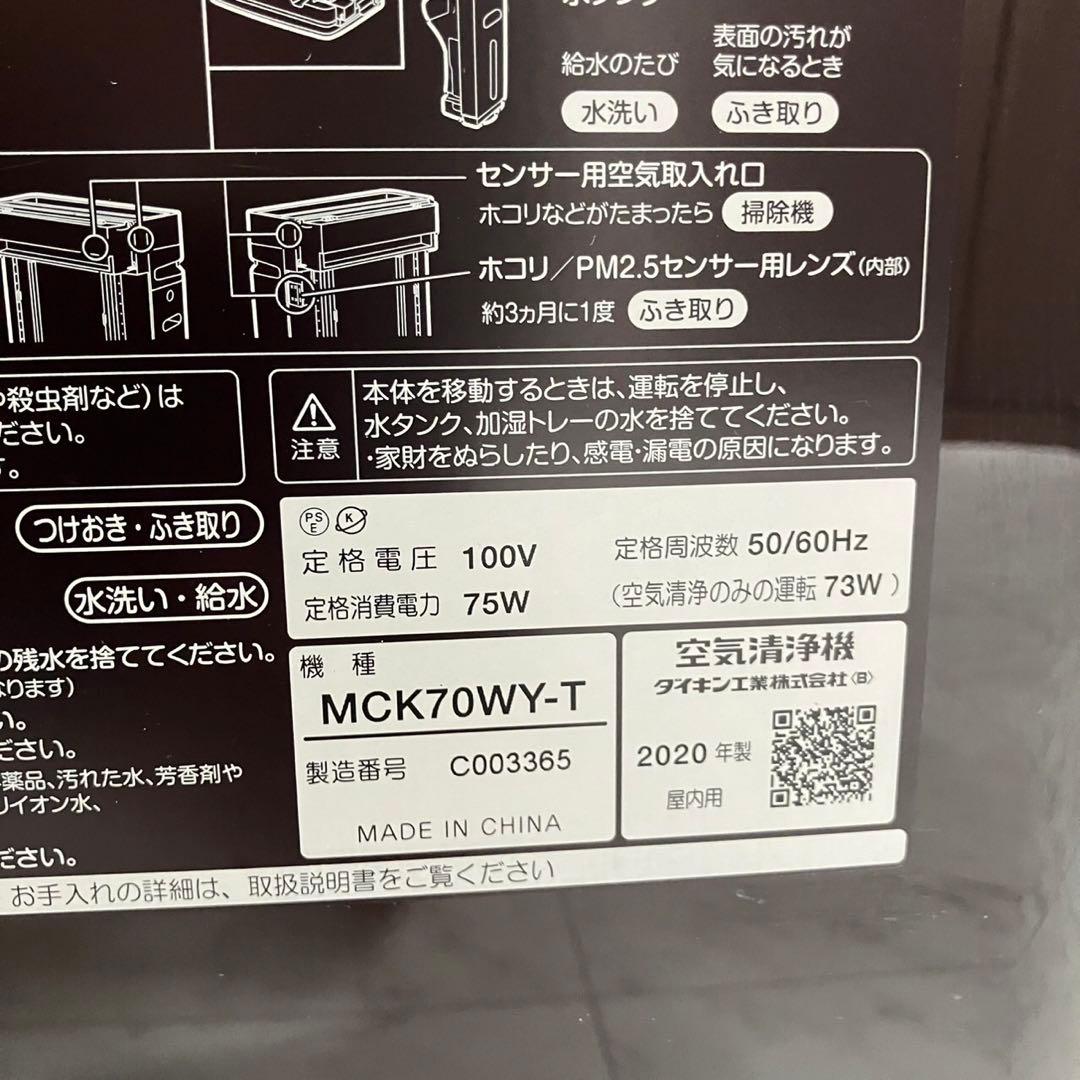 給水のたび
水洗い
表面の汚れが
気になるとき
ふき取り
センサー用空気取入れ口
ホコリなどがたまったら 掃除機
ホコリ/PM2.5センサー用レンズ(内部)
約3ヵ月に1度 ふき取り
殺虫剤など)は
ださい。
す。
注意
本体を移動するときは、運転を停止し、
水タンク、加湿トレーの水を捨ててください。
・家財をぬらしたり、感電・漏電の原因になります。
つけおき・ふき取り
水洗い・給水
の残水を捨ててください。
なります)
い。
ださい。
薬品、汚れた水、芳香剤や
リイオン水、
ださい。
PS
E
K
定格電圧 100V 定格周波数 50/60Hz
定格消費電力 75W (空気清浄のみの運転 73W)
機種
MCK70WY-T
製造番号 C003365
MADE IN CHINA
空気清浄機
ダイキン工業株式会社〈B〉
2020年製
屋内用
お手入れの詳細は、取扱説明書をご覧ください